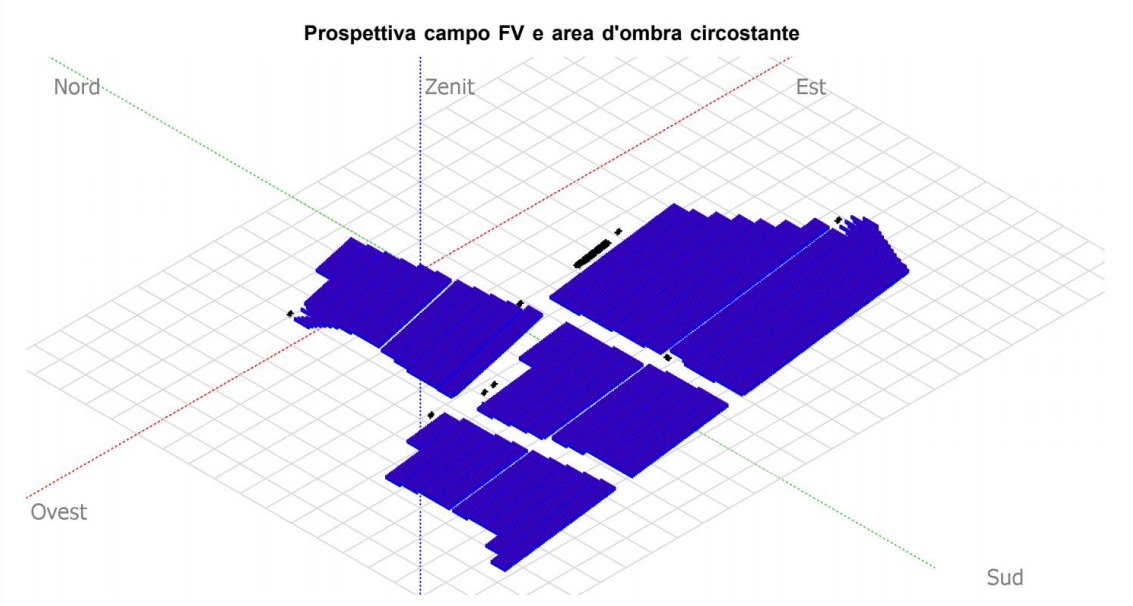 Prospettiva campo FV e area d'ombra circostante
Nord
Zenit
Est
Ovest
Sud